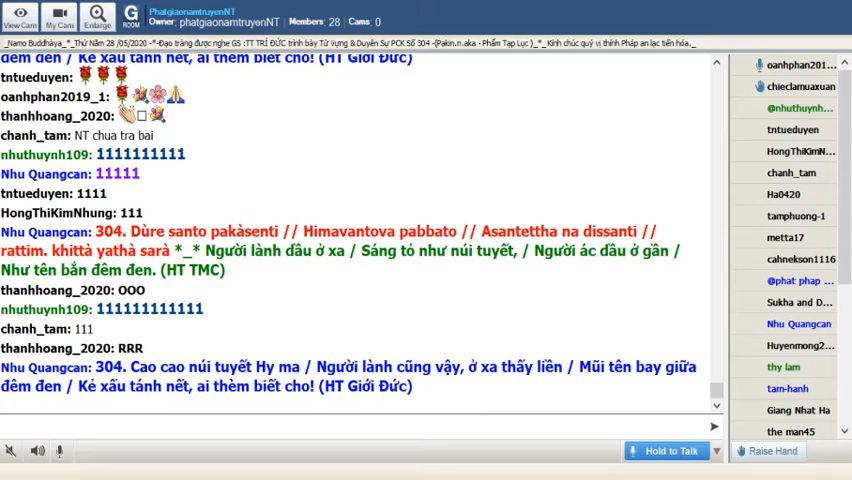 View Cam
My Cams
Enlarge
G
ROOM
PhatgiaonamtruyenNT
Owner: phatgiaonamtruyenNT | Members: 28 | Cams: 0
_Namo Buddhàya_*_Thứ Năm 28 /05/2020 -*-Đạo tràng được nghe GS :TT TRÍ ĐỨC trình bày Từ Vựng & Duyên Sự PCK Số 304 -(Pakin.n.aka - Phẩm Tạp Lục )_*_Kính chúc quý vị thính Pháp an lạc tiến hóa._
đêm đen / Kẻ xấu tánh nết, ai thèm biết cho! (HT Giới Đức)
tntueduyen:
oanhphan2019_1:
thanhhoang_2020:
chanh_tam: NT chua tra bai
nhuthuynh109: 11111111111
Nhu Quangcan: 11111
tntueduyen: 1111
HongThiKimNhung: 111
Nhu Quangcan: 304. Dùre santo pakàsenti // Himavantova pabbato // Asantettha na dissanti //
rattim. khittà yathà sarà *_* Người lành dầu ở xa / Sáng tỏ như núi tuyết, / Người ác dầu ở gần /
Như tên bắn đêm đen. (HT TMC)
thanhhoang_2020: OOO
nhuthuynh109: 1111111111111
chanh_tam: 111
thanhhoang_2020: RRR
Nhu Quangcan: 304. Cao cao núi tuyết Hy ma / Người lành cũng vậy, ở xa thấy liền / Mũi tên bay giữa
đêm đen / Kẻ xấu tánh nết, ai thèm biết cho! (HT Giới Đức)
Hold to Talk
oanhphan201...
chieclamuaxuan
@nhuthuynh...
tntueduyen
HongThiKimN...
chanh_tam
Ha0420
tamphuong-1
metta17
cahnekson1116
@phat phap ...
Sukha and D...
Nhu Quangcan
Huyenmong2...
thy lam
tam-hanh
Giang Nhat Ha
the man45
Raise Hand